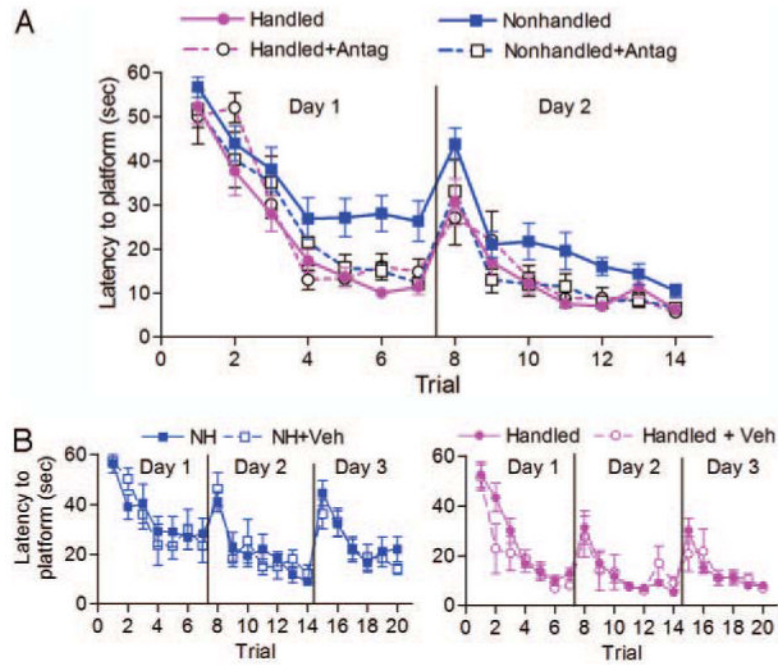 A
Handled
Nonhandled
Handled+Antag
Nonhandled+Antag
Latency to platform (sec)
60
50
40
30
20
10
0
Day 1
Day 2
0 2 4 6 8 10 12 14
Trial
B
NH
NH+Veh
Latency to
platform (sec)
60
40
20
0
Day 1
Day 2
Day 3
0 2 4 6 8 10 12 14 16 18 20
Trial
Handled
Handled + Veh
60
40
20
0
Day 1
Day 2
Day 3
0 2 4 6 8 10 12 14 16 18 20
Trial